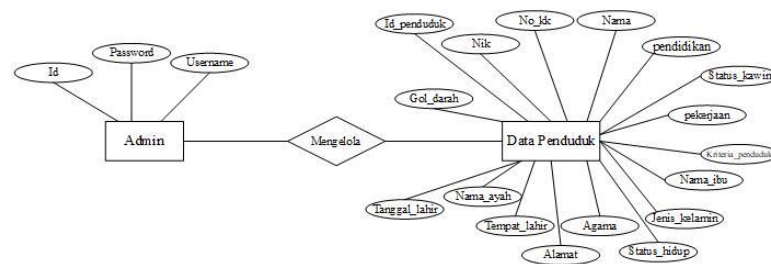 Id_penduduk
No_kk
Nama
Nik
pendidikan
Password
Username
Id
Status_kawin
Gol_darah
pekerjaan
Admin
Mengelola
Data Penduduk
Kriteria_penduduk
Nama_ibu
Nama_ayah
Tanggal_lahir
Jenis_kelamin
Tempat_lahir
Agama
Status_hidup
Alamat